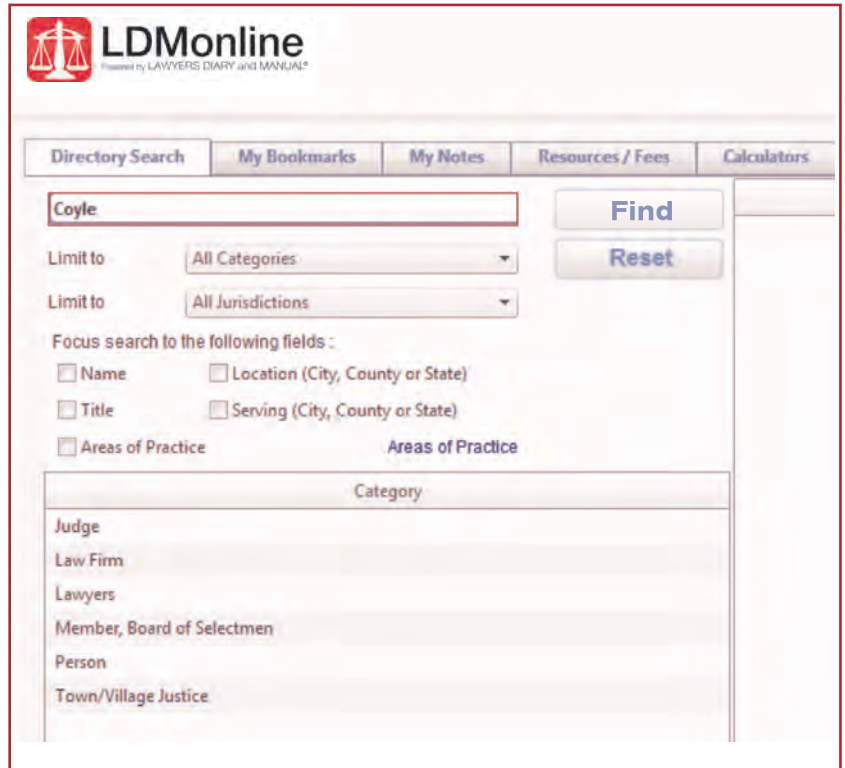 LDMonline
Powered by LAWYERS DIARY and MANUAL®
Directory Search My Bookmarks My Notes Resources / Fees Calculators
Coyle Find
Limit to All Categories Reset
Limit to All Jurisdictions
Focus search to the following fields :
Name Location (City, County or State)
Title Serving (City, County or State)
Areas of Practice Areas of Practice
Category
Judge
Law Firm
Lawyers
Member, Board of Selectmen
Person
Town/Village Justice